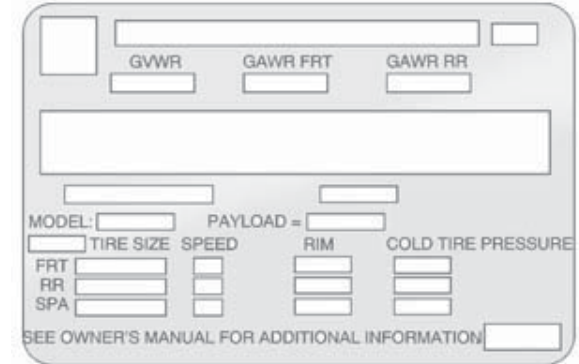 GVWR GAWR FRT GAWR RR
MODEL: PAYLOAD =
TIRE SIZE SPEED RIM COLD TIRE PRESSURE
FRT
RR
SPA
SEE OWNER'S MANUAL FOR ADDITIONAL INFORMATION